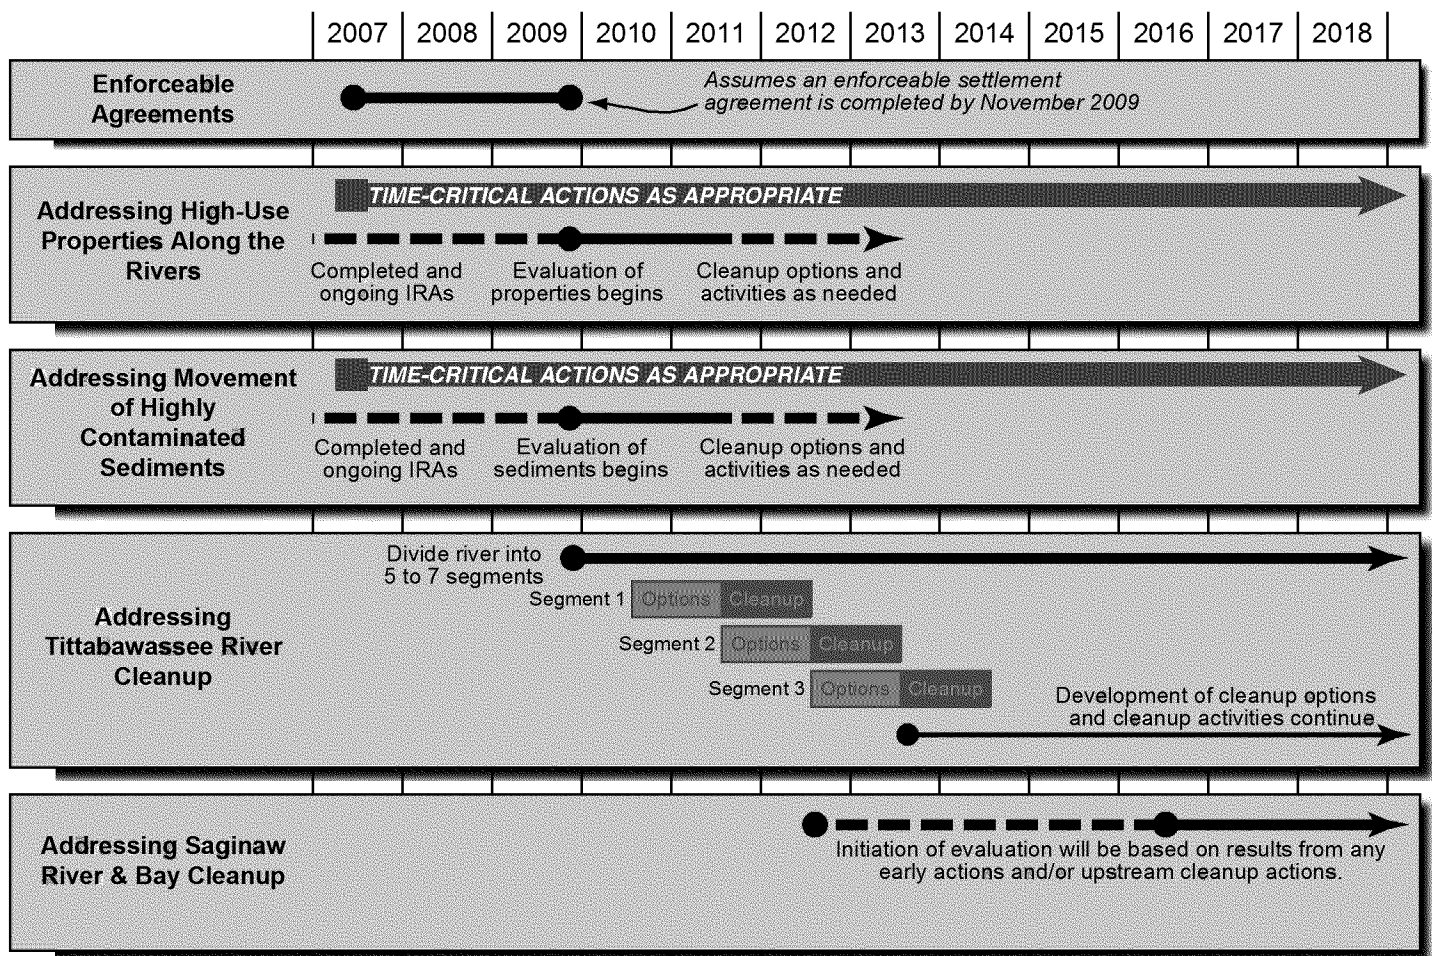 2007 2008 2009 2010 2011 2012 2013 2014 2015 2016 2017 2018
Enforceable
Agreements
Assumes an enforceable settlement
agreement is completed by November 2009
Addressing High-Use
Properties Along the
Rivers
TIME-CRITICAL ACTIONS AS APPROPRIATE
Completed and
ongoing IRAs
Evaluation of
properties begins
Cleanup options and
activities as needed
Addressing Movement
of Highly
Contaminated
Sediments
TIME-CRITICAL ACTIONS AS APPROPRIATE
Completed and
ongoing IRAs
Evaluation of
sediments begins
Cleanup options and
activities as needed
Addressing
Tittabawassee River
Cleanup
Divide river into
5 to 7 segments
Segment 1 Options Cleanup
Segment 2 Options Cleanup
Segment 3 Options Cleanup
Development of cleanup options
and cleanup activities continue
Addressing Saginaw
River & Bay Cleanup
Initiation of evaluation will be based on results from any
early actions and/or upstream cleanup actions.